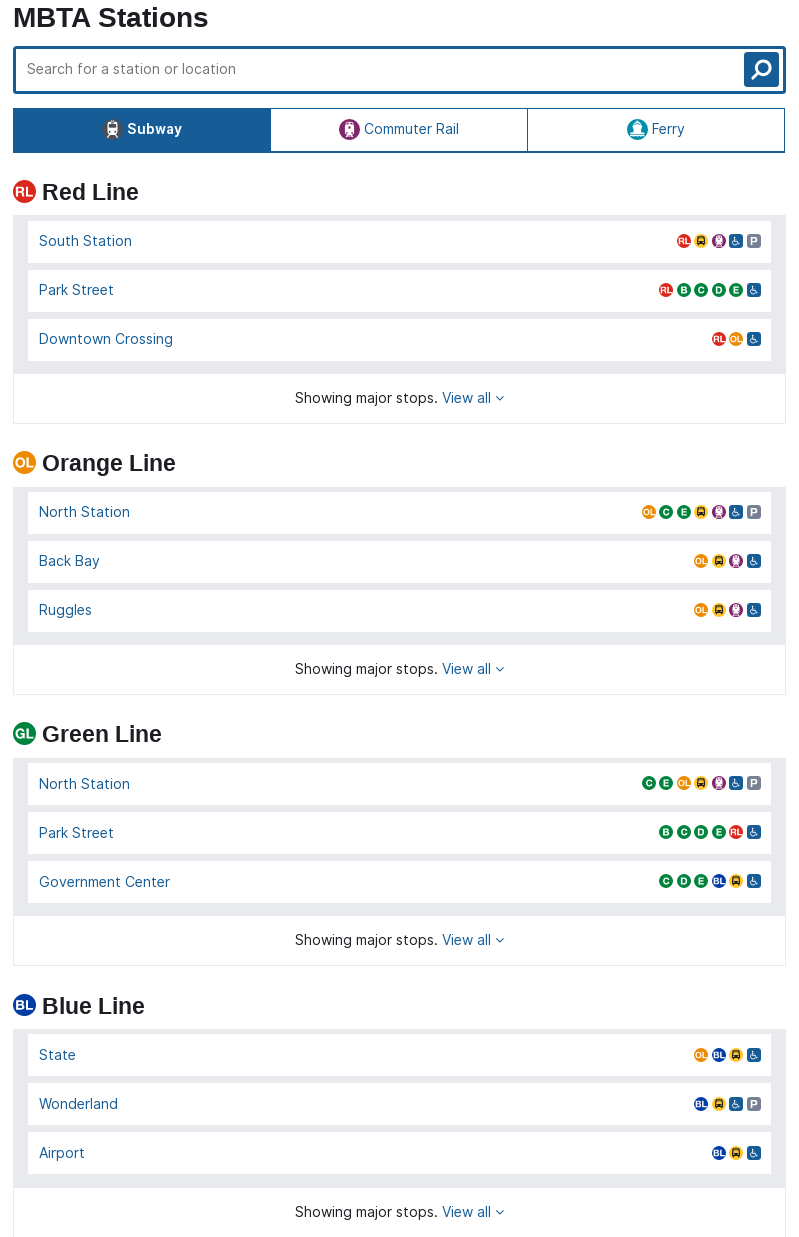 MBTA Stations
Search for a station or location
Subway
Commuter Rail
Ferry
RL Red Line
South Station RL P
Park Street RL B C D E
Downtown Crossing RL OL
Showing major stops. View all
OL Orange Line
North Station OL C E P
Back Bay OL
Ruggles OL
Showing major stops. View all
GL Green Line
North Station C E OL P
Park Street B C D E RL
Government Center C D E BL
Showing major stops. View all
BL Blue Line
State OL BL
Wonderland BL P
Airport BL
Showing major stops. View all